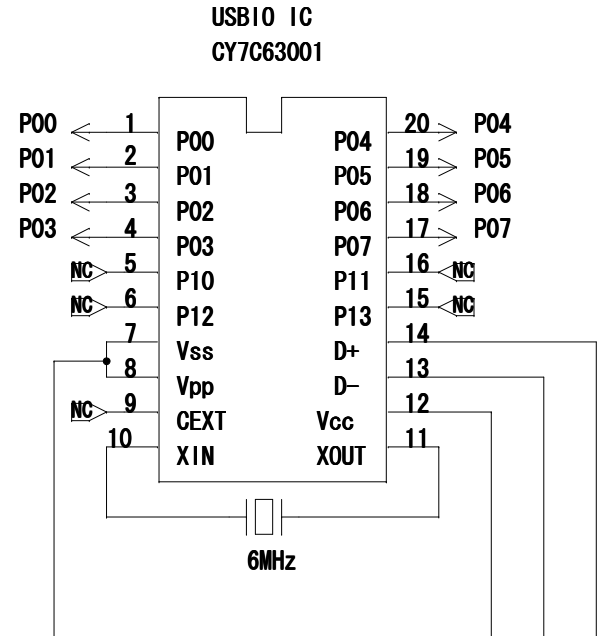 USBIO IC
CY7C63001
P00 1 P00 P04 20 P04
P01 2 P01 P05 19 P05
P02 3 P02 P06 18 P06
P03 4 P03 P07 17 P07
NC 5 P10 P11 16 NC
NC 6 P12 P13 15 NC
7 Vss D+ 14
8 Vpp D- 13
NC 9 CEXT Vcc 12
10 XIN XOUT 11
6MHz